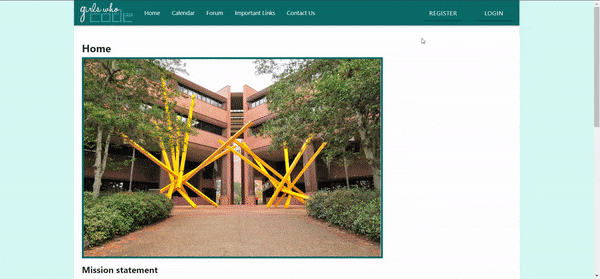 girls who
CODE
Home Calendar Forum Important Links Contact Us REGISTER LOGIN
Home
Mission statement